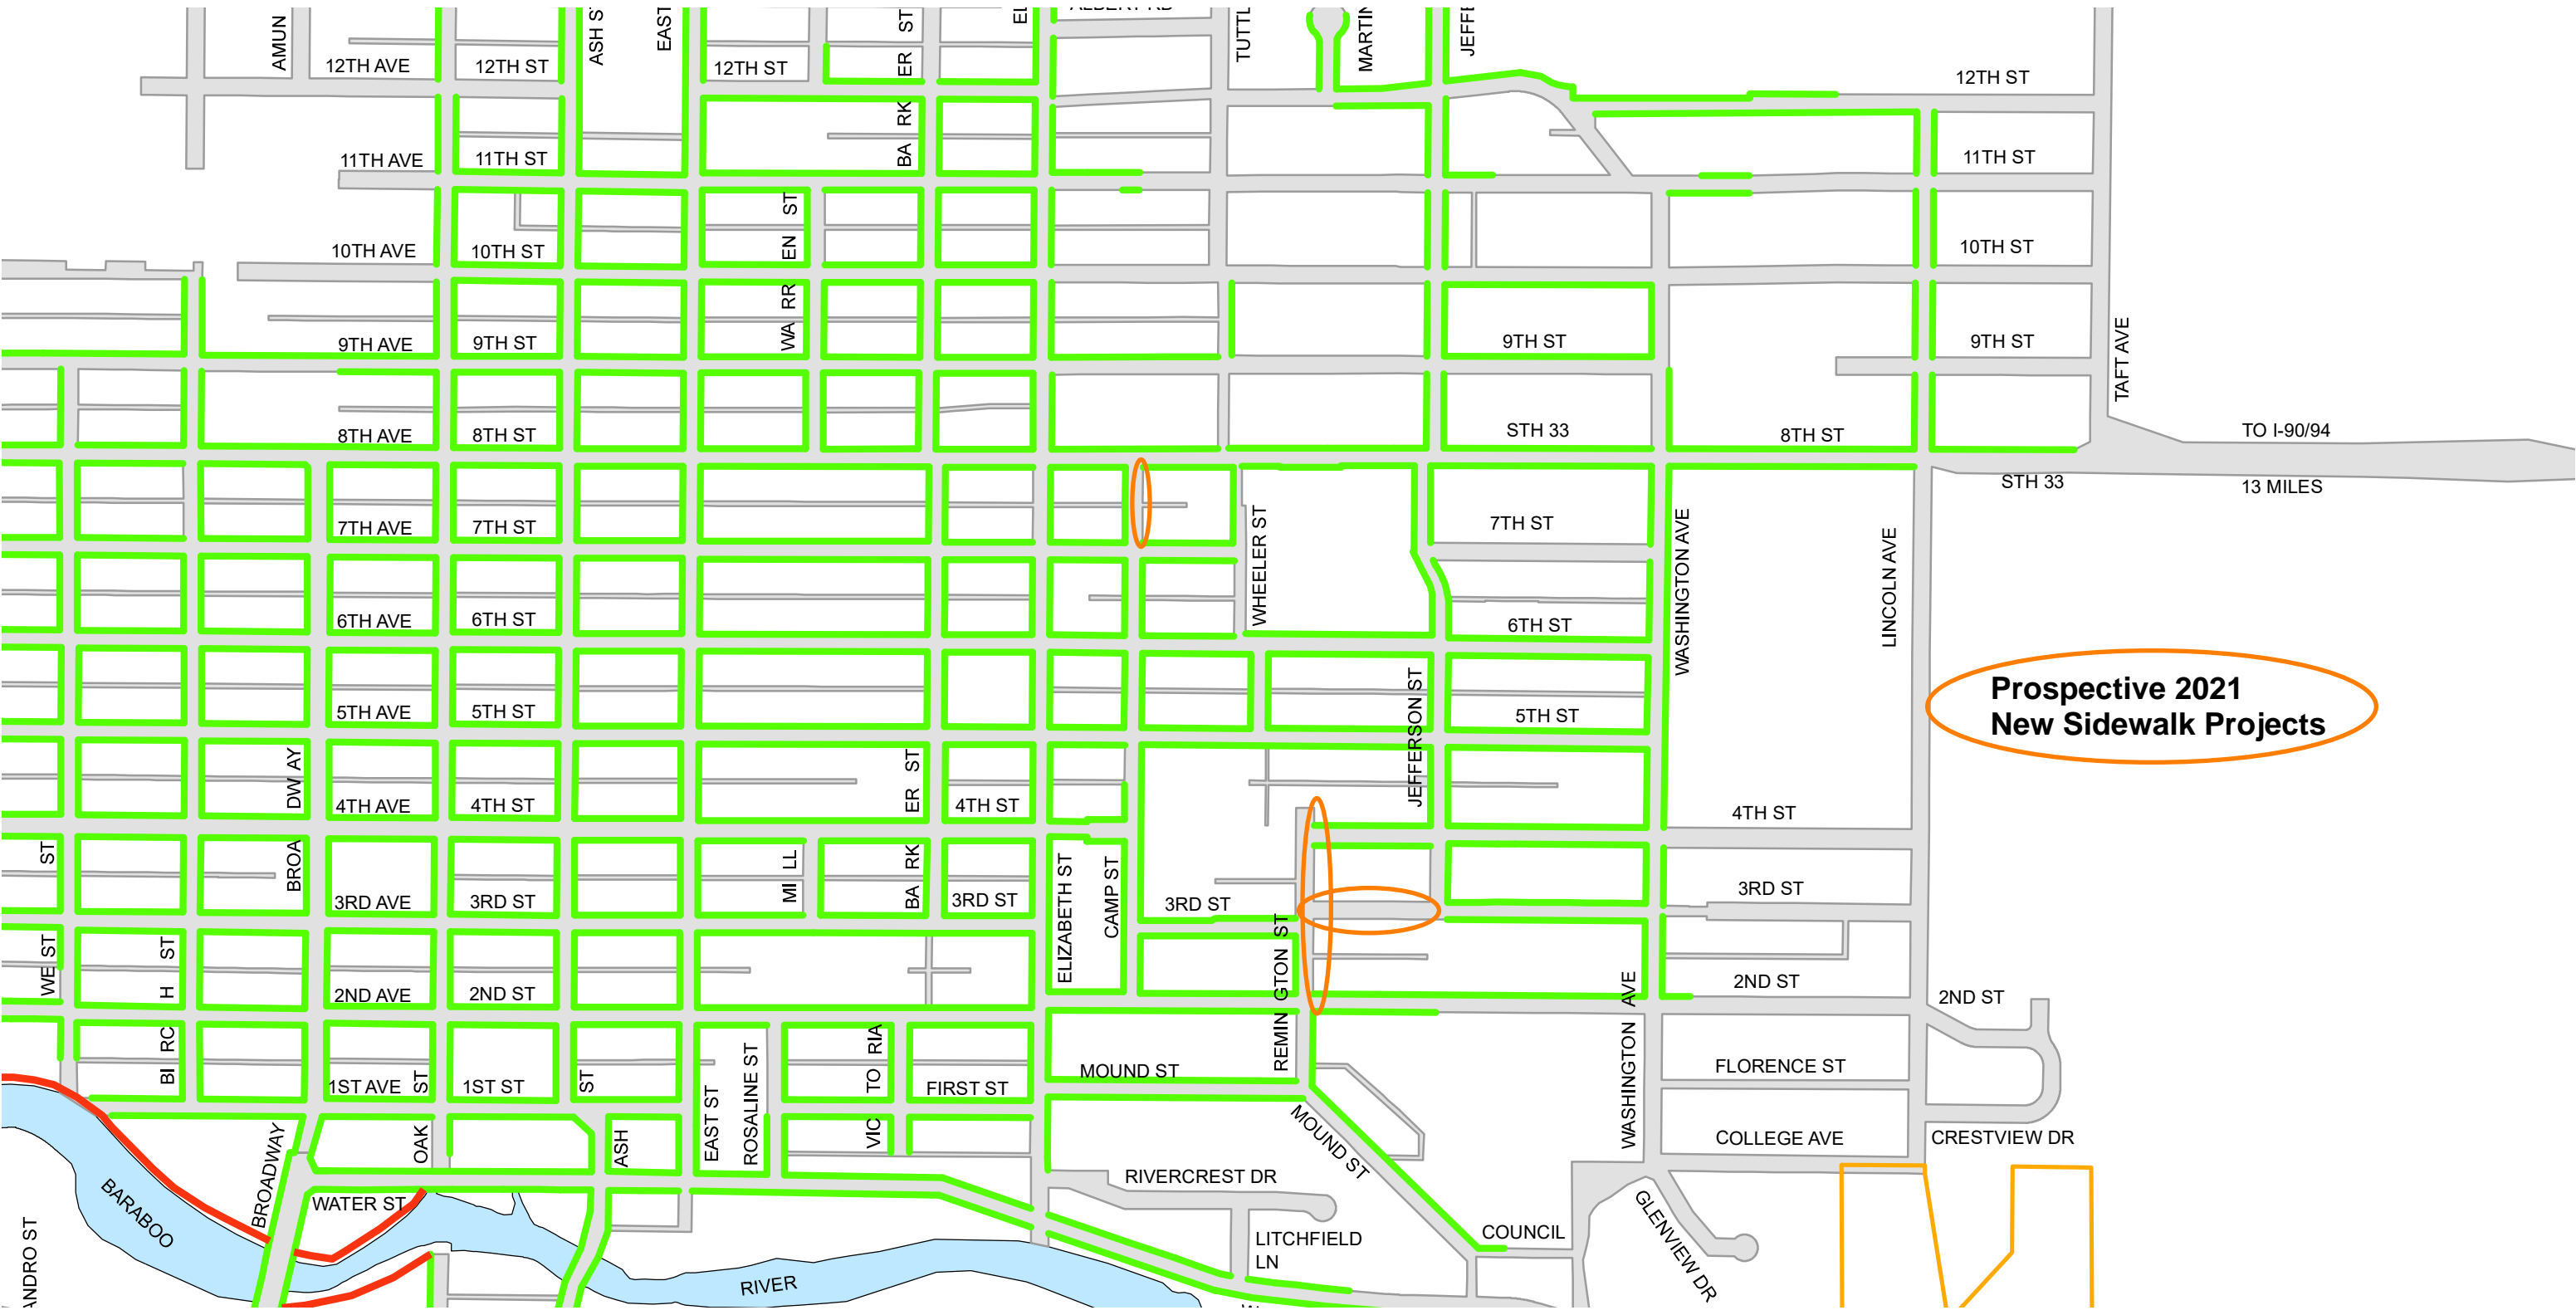 AMUN
ASH S
EAST
ST
ER
EL
ALBERT RD
TUTTL
MARTIN
JEFFE
12TH AVE
12TH ST
12TH ST
12TH ST
11TH AVE
11TH ST
BA RK
11TH ST
10TH AVE
10TH ST
EN ST
10TH ST
9TH AVE
9TH ST
WA RR
9TH ST
9TH ST
TAFT AVE
8TH AVE
8TH ST
STH 33
8TH ST
TO I-90/94
STH 33
13 MILES
7TH AVE
7TH ST
WHEELER ST
7TH ST
WASHINGTON AVE
LINCOLN AVE
6TH AVE
6TH ST
6TH ST
5TH AVE
5TH ST
JEFFERSON ST
5TH ST
Prospective 2021
New Sidewalk Projects
DW AY
4TH AVE
4TH ST
ER ST
4TH ST
4TH ST
ST
BROA
3RD AVE
3RD ST
MI LL
BA RK
3RD ST
ELIZABETH ST
CAMP ST
3RD ST
3RD ST
WE ST
H ST
2ND AVE
2ND ST
REMIN GTON ST
2ND ST
2ND ST
BI RC
1ST AVE
ST
1ST ST
ST
EAST ST
ROSALINE ST
VIC TO RIA
FIRST ST
MOUND ST
WASHINGTON AVE
FLORENCE ST
BROADWAY
OAK
ASH
MOUND ST
COLLEGE AVE
CRESTVIEW DR
BARABOO
WATER ST
RIVERCREST DR
ANDRO ST
RIVER
LITCHFIELD
LN
COUNCIL
GLENVIEW DR